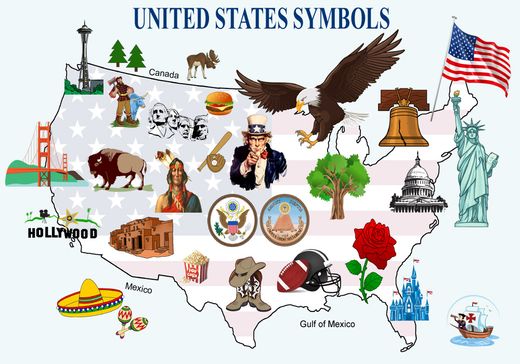 UNITED STATES SYMBOLS
Canada
HOLLYWOOD
Mexico
Gulf of Mexico